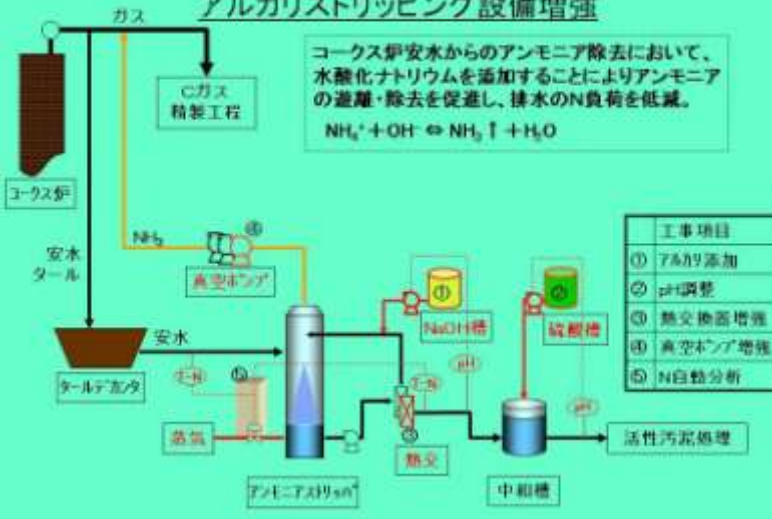 アルカリストリッピング設備増強
ガス
コークス炉安水からのアンモニア除去において、
水酸化ナトリウムを添加することによりアンモニア
の遊離・除去を促進し、排水のN負荷を低減。
NH₄⁺+OH⁻ ⇔ NH₃↑+H₂O
Cガス
精製工程
コークス炉
安水
タール
NH₃
④
真空ポンプ
①
NaOH槽
②
硫酸槽
工事項目
① アルカリ添加
② pH調整
③ 熱交換器増強
④ 真空ポンプ増強
⑤ N自動分析
安水
タールデカンタ
T-N
⑤
T-N
pH
pH
蒸気
③
熱交
活性汚泥処理
アンモニアストリッパ
中和槽